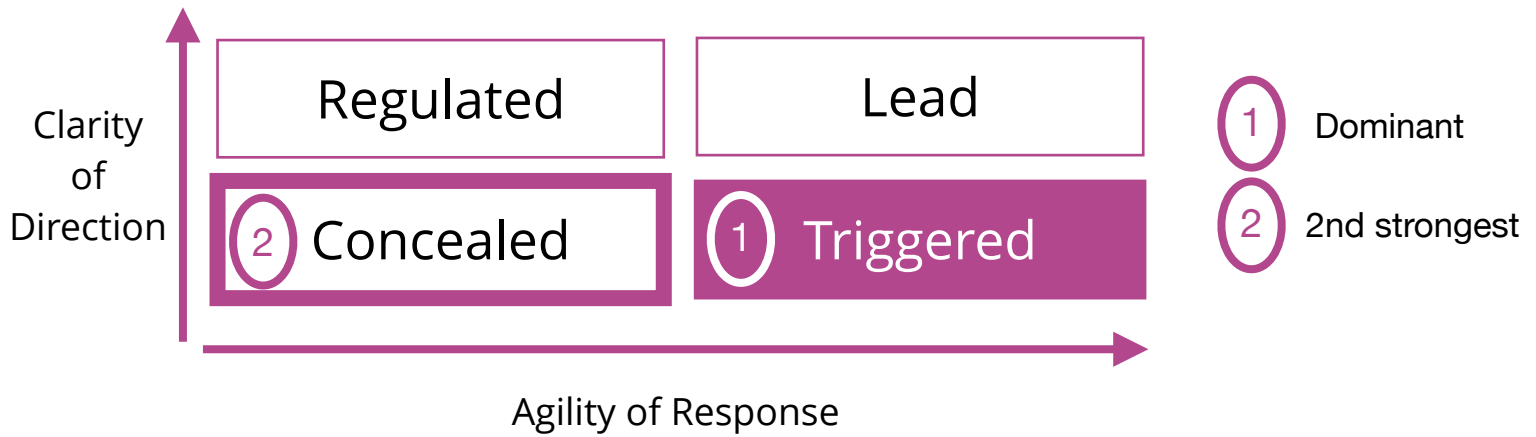 Clarity
of
Direction
Regulated
Lead
2 Concealed
1 Triggered
1 Dominant
2 2nd strongest
Agility of Response